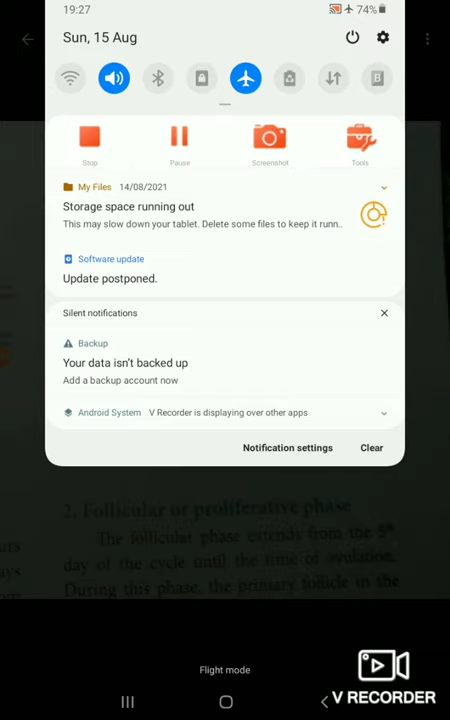 19:27
74%
Sun, 15 Aug
Stop
Pause
Screenshot
Tools
My Files 14/08/2021
Storage space running out
This may slow down your tablet. Delete some files to keep it runn..
Software update
Update postponed.
Silent notifications
Backup
Your data isn't backed up
Add a backup account now
Android System V Recorder is displaying over other apps
Notification settings
Clear
2. Follicular or proliferative phase
The follicular phase extends from the 5th
day of the cycle until the time of ovulation.
During this phase, the primary follicle in the
Flight mode
V RECORDER